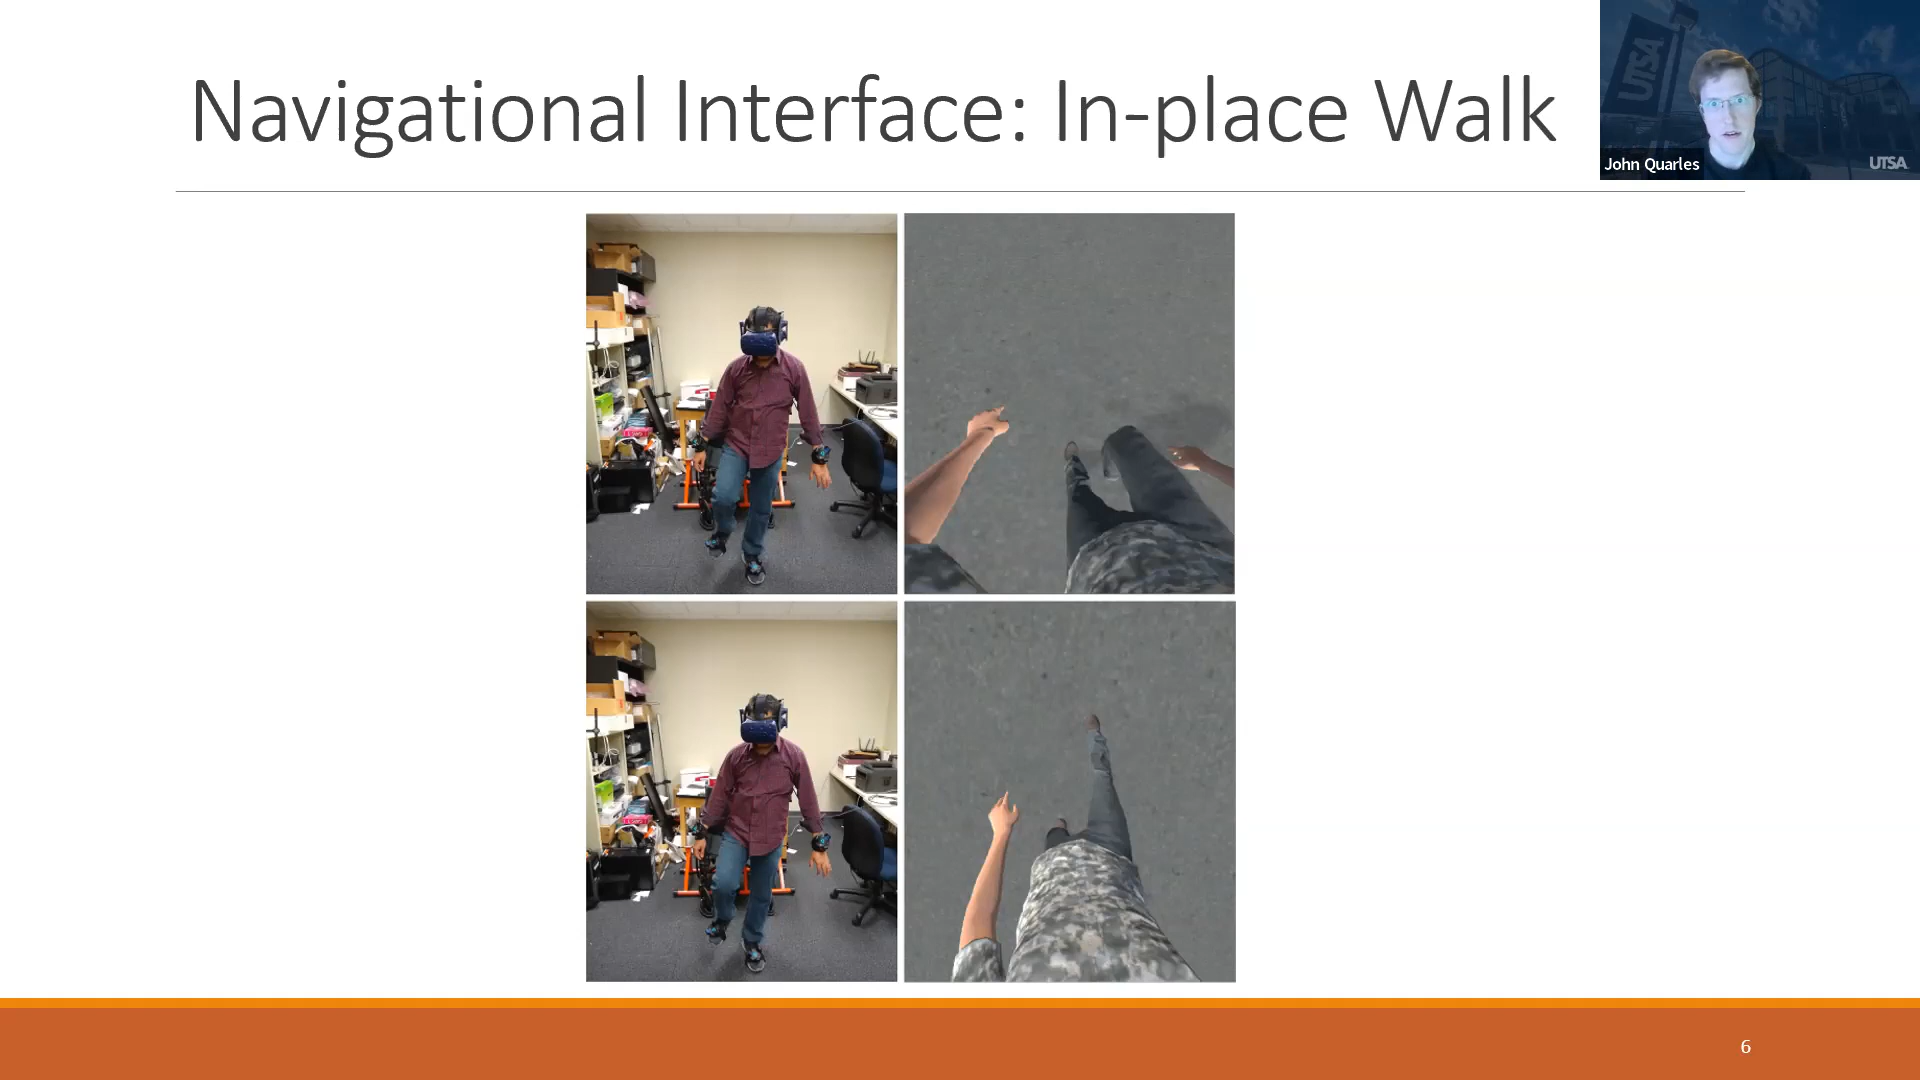 Navigational Interface: In-place Walk
UTSA
John Quarles
UTSA
6